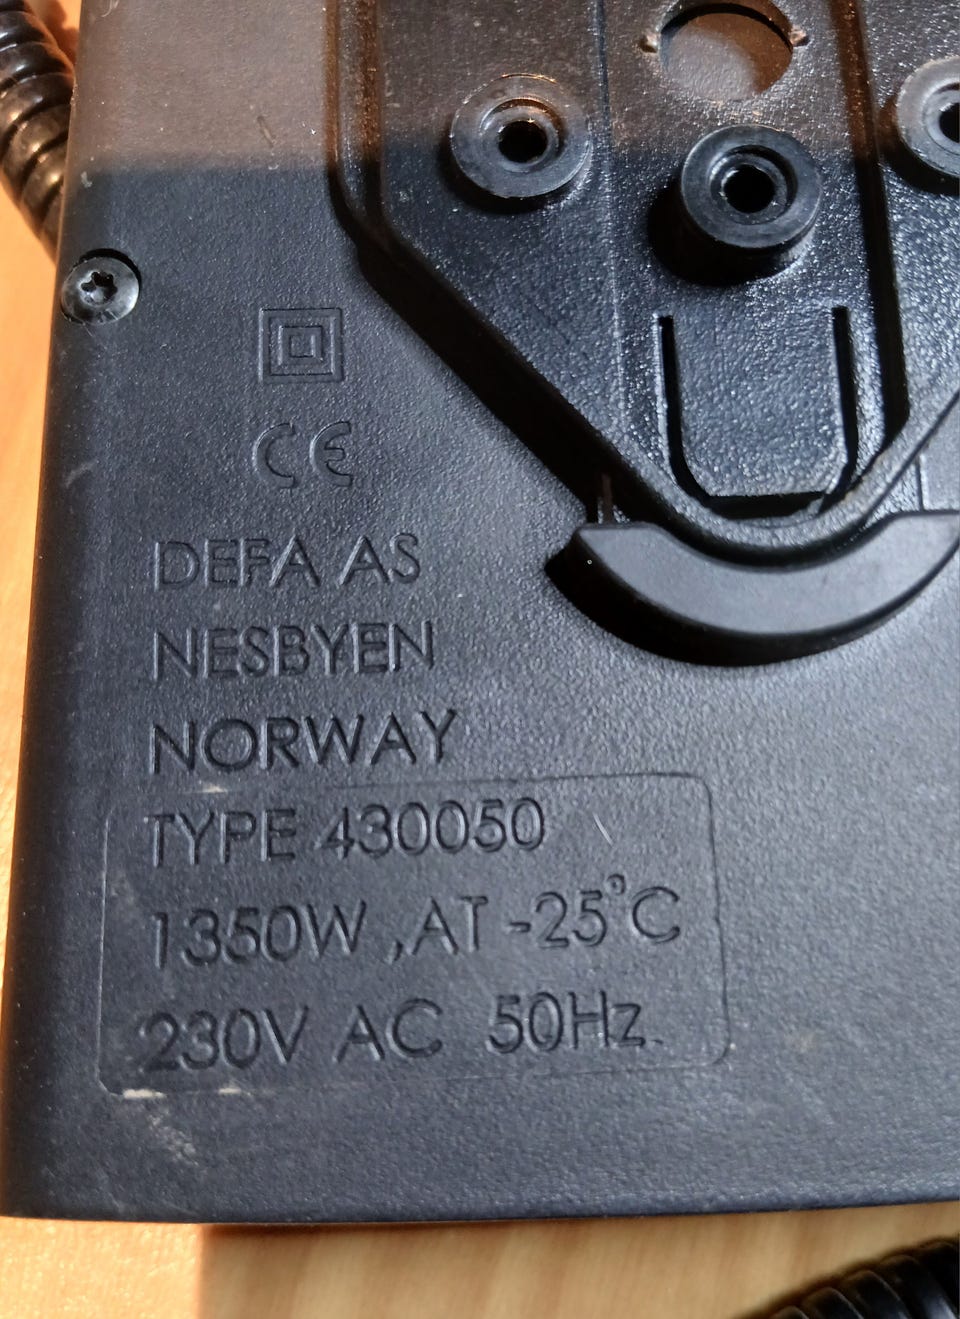 CE
DEFA AS
NESBYEN
NORWAY
TYPE 430050
1350W ,AT -25°C
230V AC 50Hz